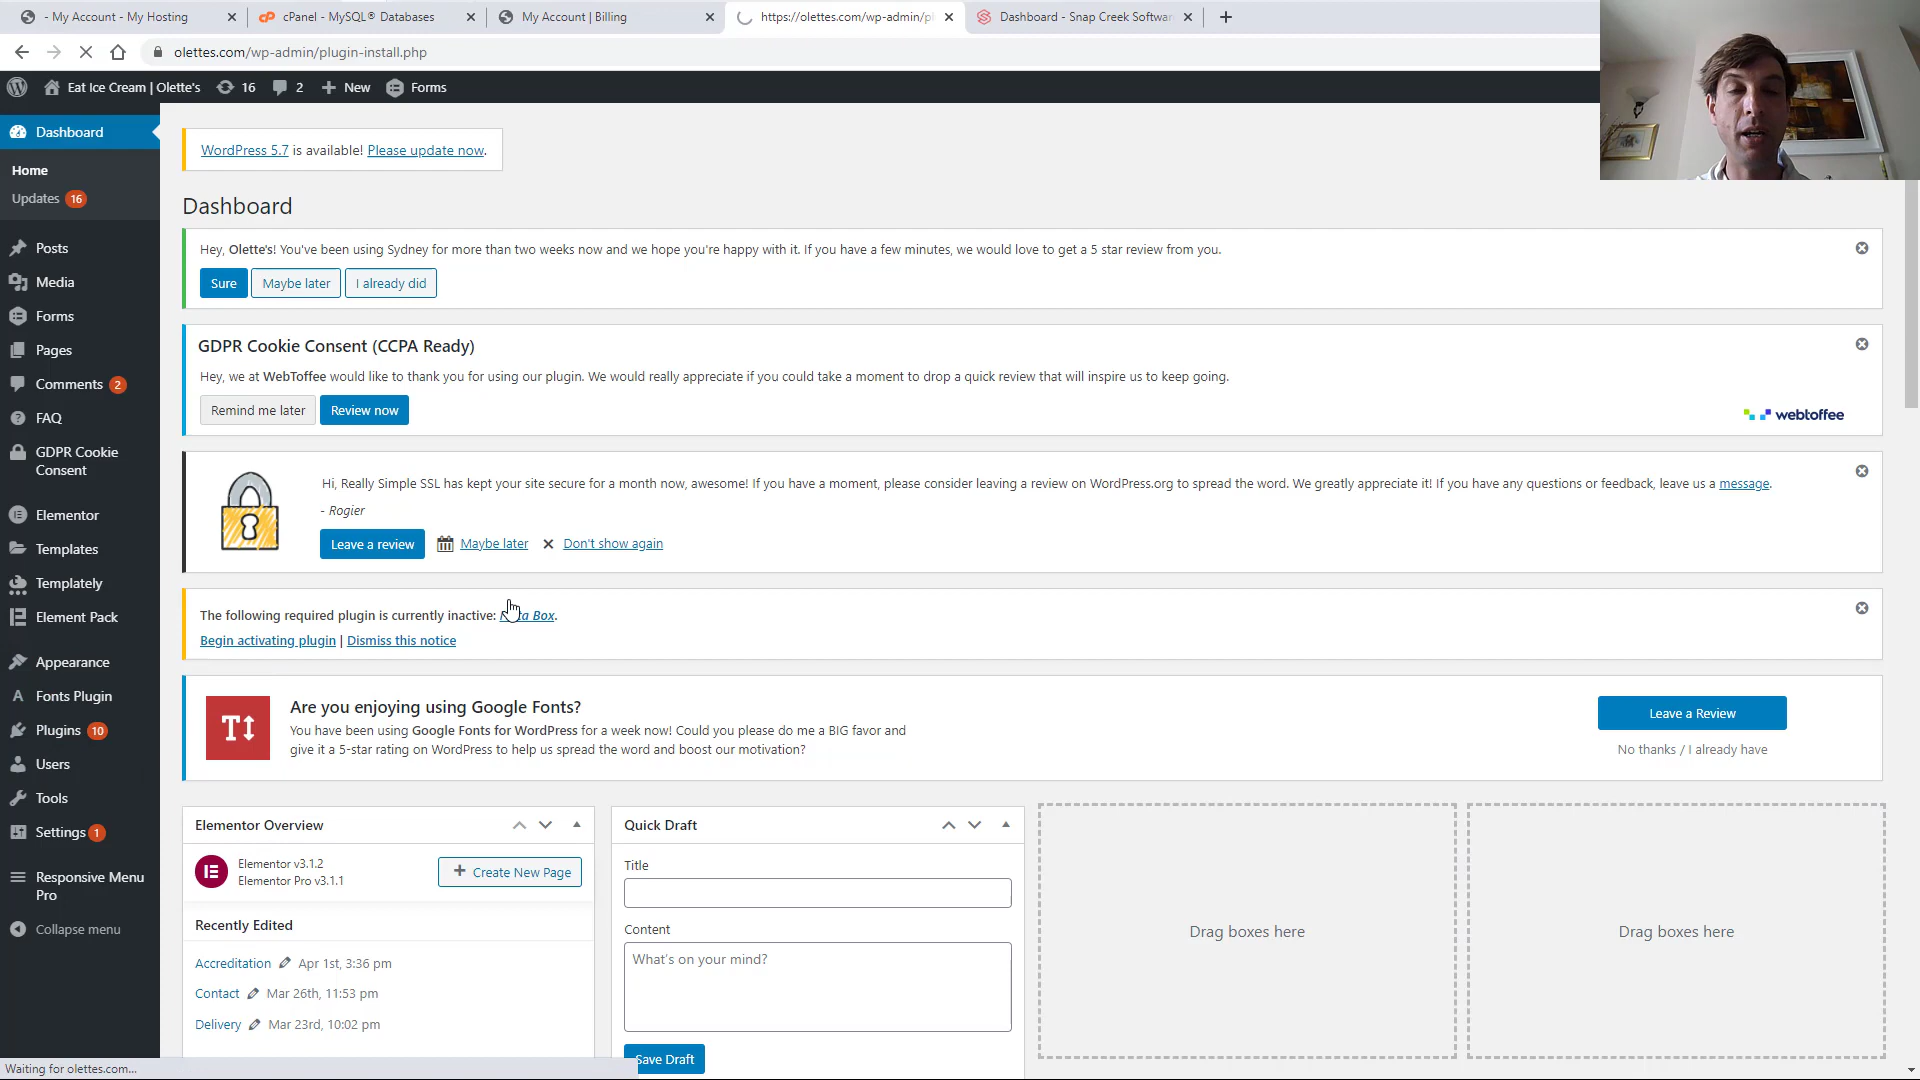 - My Account - My Hosting
cPanel - MySQL® Databases
My Account | Billing
https://olettes.com/wp-admin/pl
Dashboard - Snap Creek Softwar
olettes.com/wp-admin/plugin-install.php
Eat Ice Cream | Olette's
16
2
New
Forms
Dashboard
Home
Updates 16
Posts
Media
Forms
Pages
Comments 2
FAQ
GDPR Cookie
Consent
Elementor
Templates
Templately
Element Pack
Appearance
Fonts Plugin
Plugins 10
Users
Tools
Settings 1
Responsive Menu
Pro
Collapse menu
WordPress 5.7 is available! Please update now.
Dashboard
Hey, Olette's! You've been using Sydney for more than two weeks now and we hope you're happy with it. If you have a few minutes, we would love to get a 5 star review from you.
Sure
Maybe later
I already did
GDPR Cookie Consent (CCPA Ready)
Hey, we at WebToffee would like to thank you for using our plugin. We would really appreciate if you could take a moment to drop a quick review that will inspire us to keep going.
Remind me later
Review now
webtoffee
Hi, Really Simple SSL has kept your site secure for a month now, awesome! If you have a moment, please consider leaving a review on WordPress.org to spread the word. We greatly appreciate it! If you have any questions or feedback, leave us a message.
- Rogier
Leave a review
Maybe later
Don't show again
The following required plugin is currently inactive: Box.
Begin activating plugin | Dismiss this notice
Are you enjoying using Google Fonts?
You have been using Google Fonts for WordPress for a week now! Could you please do me a BIG favor and
give it a 5-star rating on WordPress to help us spread the word and boost our motivation?
Leave a Review
No thanks / I already have
Elementor Overview
Elementor v3.1.2
Elementor Pro v3.1.1
Create New Page
Recently Edited
Accreditation Apr 1st, 3:36 pm
Contact Mar 26th, 11:53 pm
Delivery Mar 23rd, 10:02 pm
Quick Draft
Title
Content
What's on your mind?
Save Draft
Drag boxes here
Drag boxes here
Waiting for olettes.com...